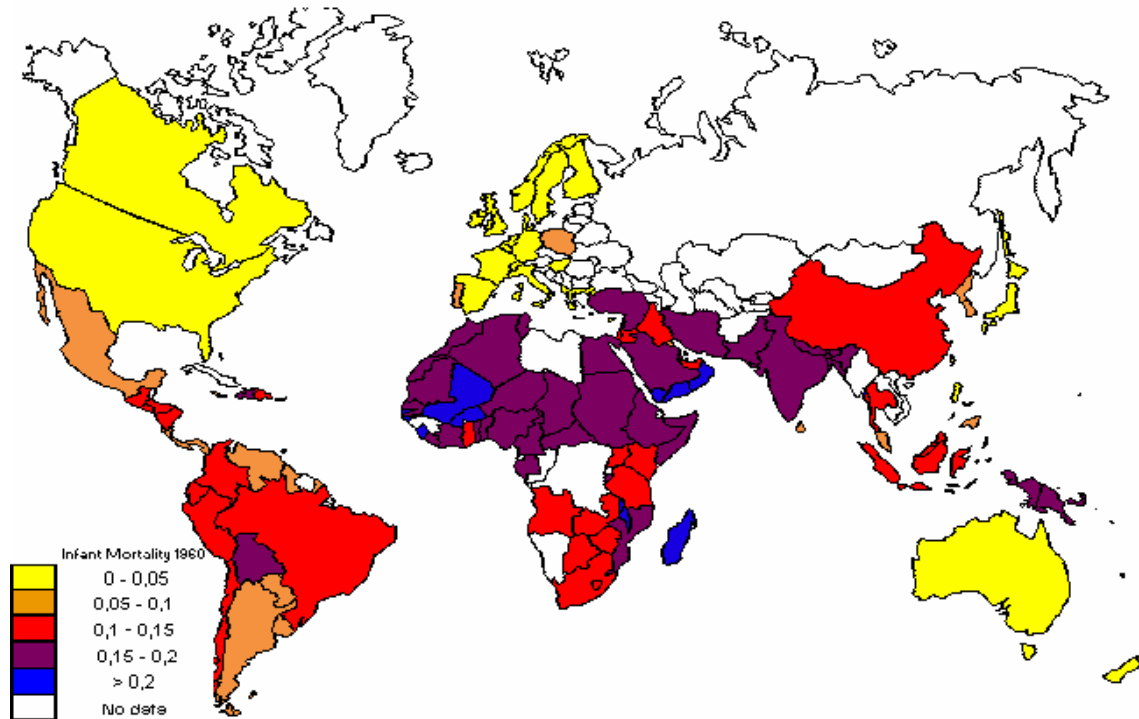 Infant Mortality 1960
0 - 0,05
0,05 - 0,1
0,1 - 0,15
0,15 - 0,2
> 0,2
No data